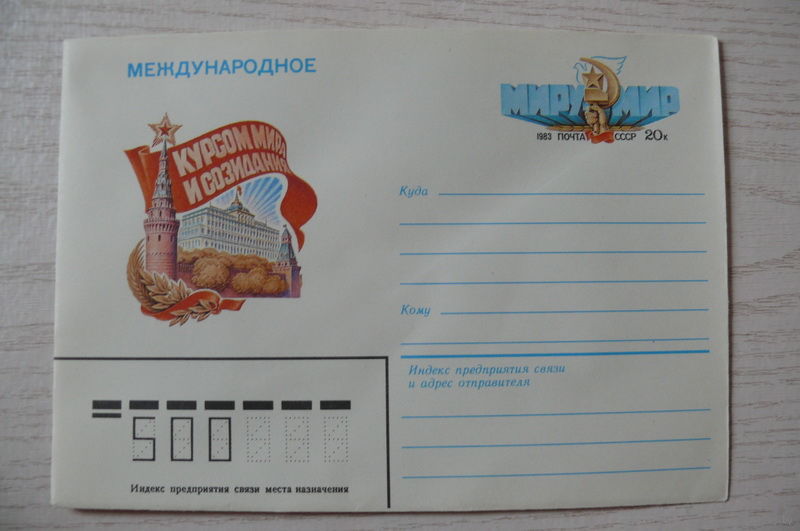 МЕЖДУНАРОДНОЕ
МИРУ МИР
1983 ПОЧТА СССР 20к
КУРСОМ МИРА
И СОЗИДАНИЯ
Куда
Кому
Индекс предприятия связи
и адрес отправителя
500
Индекс предприятия связи места назначения